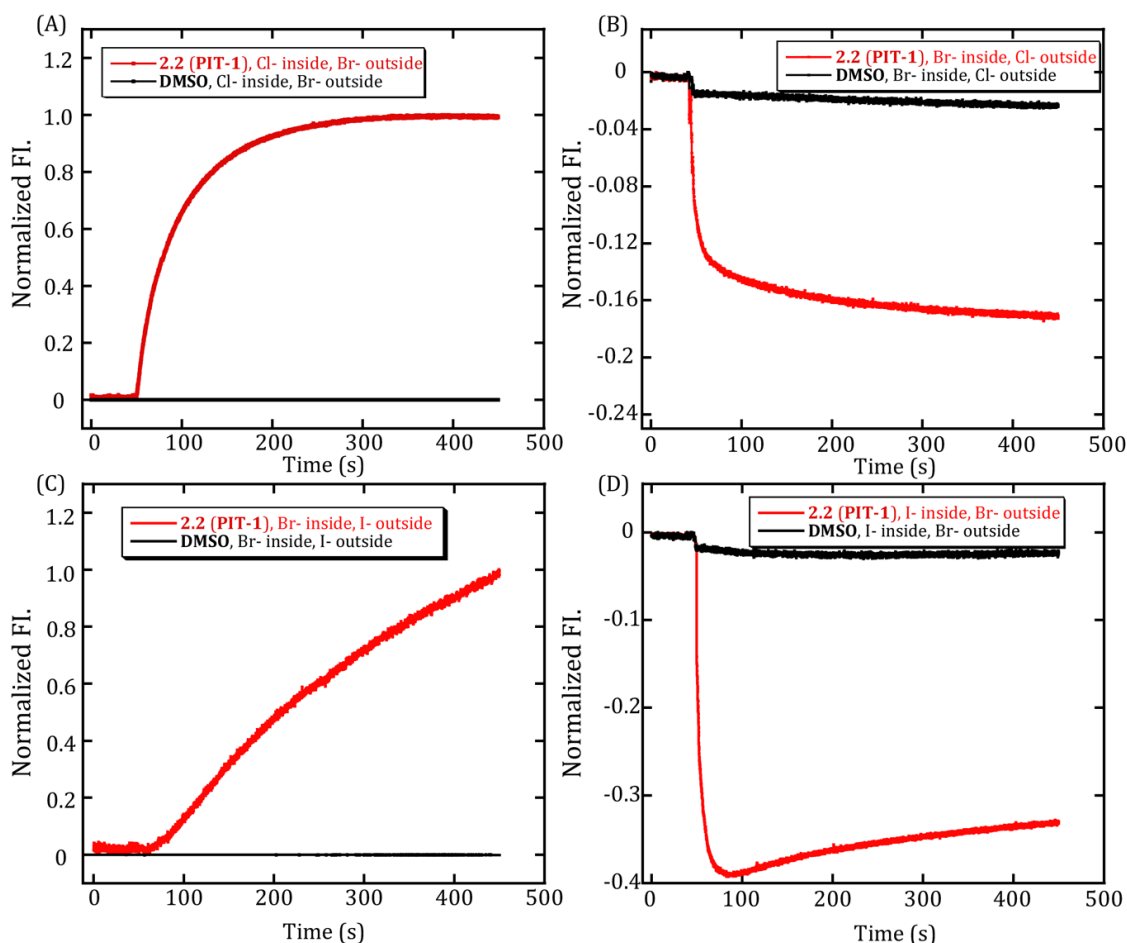 (A)
1.2
1.0
0.8
0.6
0.4
0.2
0
Normalized FI.
2.2 (PIT-1), Cl- inside, Br- outside
DMSO, Cl- inside, Br- outside
0 100 200 300 400 500
Time (s)
(B)
0
-0.04
-0.08
-0.12
-0.16
-0.2
-0.24
Normalized FI.
2.2 (PIT-1), Br- inside, Cl- outside
DMSO, Br- inside, Cl- outside
0 100 200 300 400 500
Time (s)
(C)
1.2
1.0
0.8
0.6
0.4
0.2
0
Normalized FI.
2.2 (PIT-1), Br- inside, I- outside
DMSO, Br- inside, I- outside
0 100 200 300 400 500
Time (s)
(D)
0
-0.1
-0.2
-0.3
-0.4
Normalized FI.
2.2 (PIT-1), I- inside, Br- outside
DMSO, I- inside, Br- outside
0 100 200 300 400 500
Time (s)